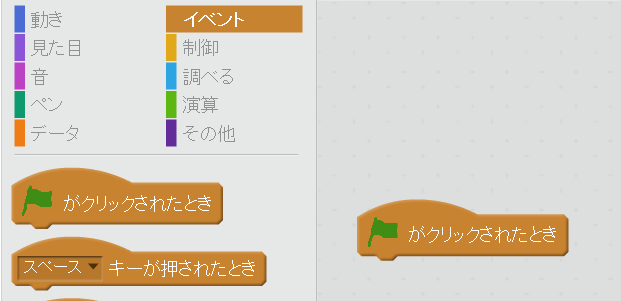 動き イベント
見た目 制御
音 調べる
ペン 演算
データ その他
がクリックされたとき
がクリックされたとき
スペース キーが押されたとき